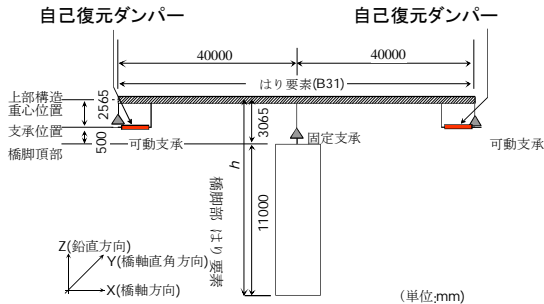 自己復元ダンパー
自己復元ダンパー
40000
40000
はり要素(B31)
上部構造
重心位置
2565
支承位置
500
橋脚頂部
可動支承
3065
固定支承
可動支承
h
橋脚部 はり要素
11000
Z(鉛直方向)
Y(橋軸直角方向)
X(橋軸方向)
(単位:mm)